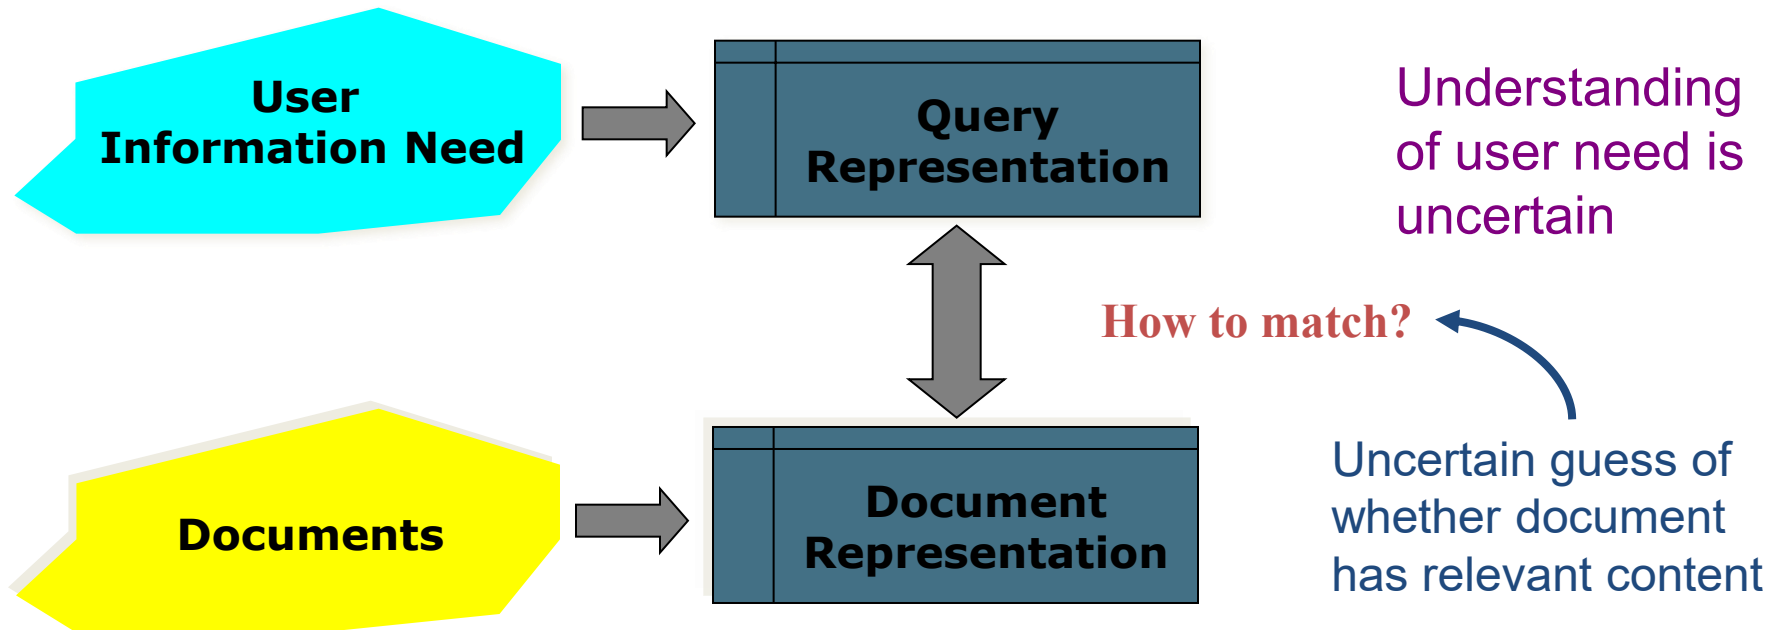 User
Information Need
Query
Representation
Understanding
of user need is
uncertain
How to match?
Documents
Document
Representation
Uncertain guess of
whether document
has relevant content